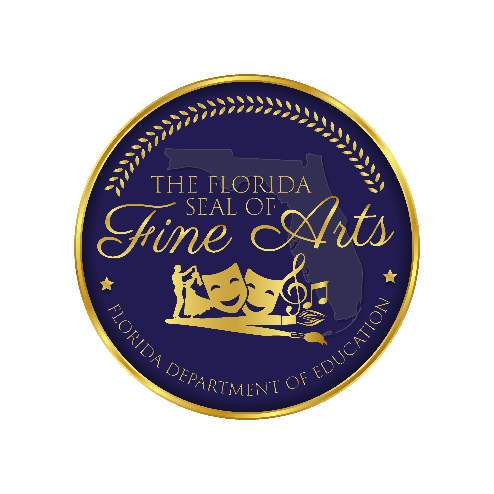 THE FLORIDA
SEAL OF
Fine Arts
FLORIDA DEPARTMENT OF EDUCATION